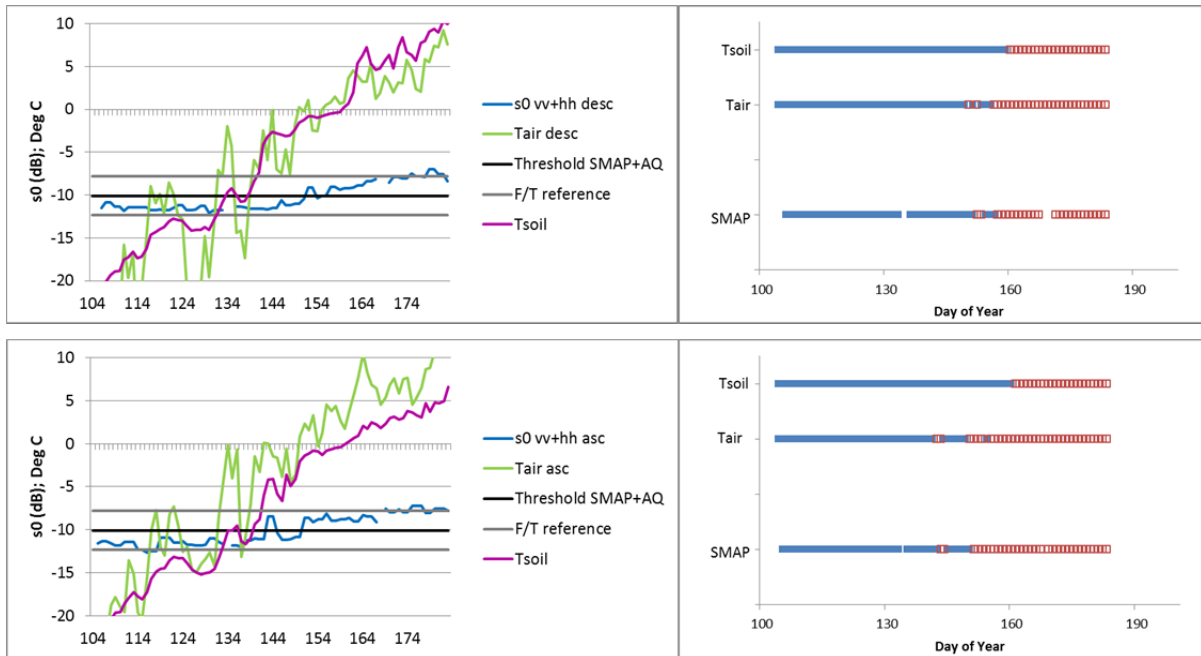 s0 (dB); Deg C
10
5
0
-5
-10
-15
-20
104 114 124 134 144 154 164 174
s0 vv+hh desc
Tair desc
Threshold SMAP+AQ
F/T reference
Tsoil
Tsoil
Tair
SMAP
100 130 160 190
Day of Year
s0 (dB); Deg C
10
5
0
-5
-10
-15
-20
104 114 124 134 144 154 164 174
s0 vv+hh asc
Tair asc
Threshold SMAP+AQ
F/T reference
Tsoil
Tsoil
Tair
SMAP
100 130 160 190
Day of Year